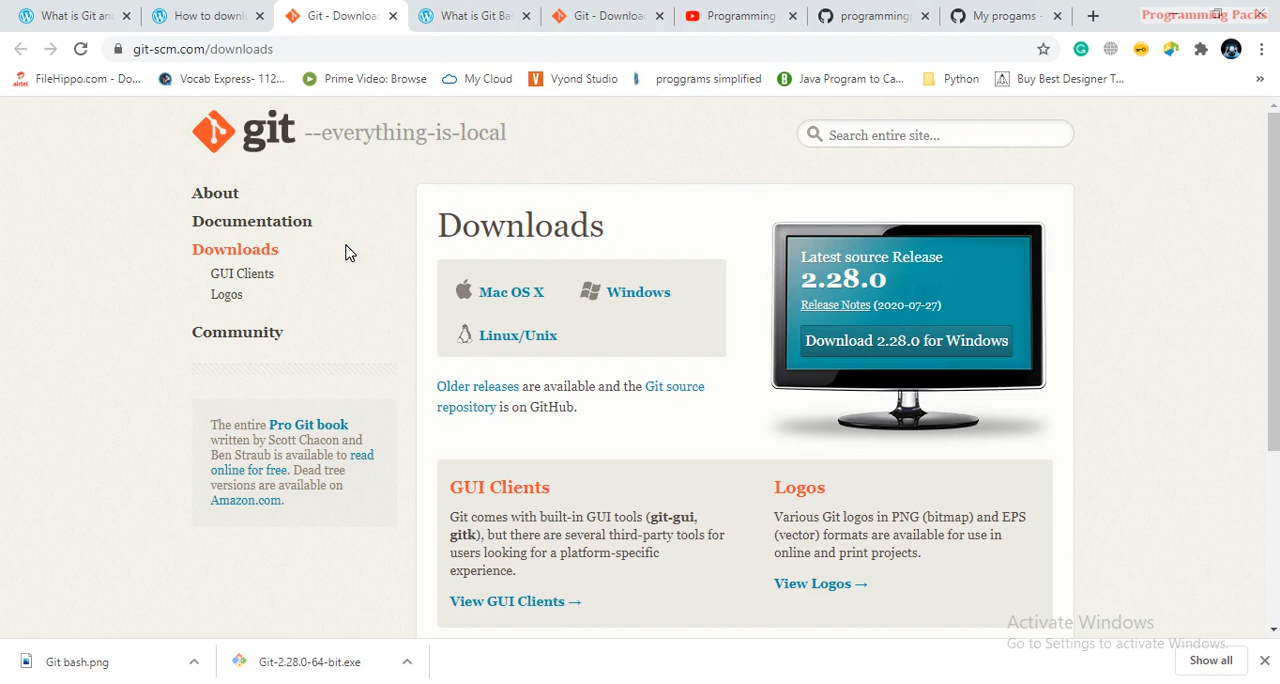 What is Git an
How to downl
Git - Downloa
What is Git Ba
Git - Downloa
Programming
programming
My progams -
Programming Packs
git-scm.com/downloads
airtel
FileHippo.com - Do...
Vocab Express- 112...
Prime Video: Browse
My Cloud
Vyond Studio
proggrams simplified
Java Program to Ca...
Python
Buy Best Designer T...
»
git --everything-is-local
Search entire site...
About
Documentation
Downloads
GUI Clients
Logos
Community
The entire Pro Git book
written by Scott Chacon and
Ben Straub is available to read
online for free. Dead tree
versions are available on
Amazon.com.
Downloads
Mac OS X
Windows
Linux/Unix
Older releases are available and the Git source
repository is on GitHub.
Latest source Release
2.28.0
Release Notes (2020-07-27)
Download 2.28.0 for Windows
GUI Clients
Git comes with built-in GUI tools (git-gui,
gitk), but there are several third-party tools for
users looking for a platform-specific
experience.
View GUI Clients →
Logos
Various Git logos in PNG (bitmap) and EPS
(vector) formats are available for use in
online and print projects.
View Logos →
Activate Windows
Go to Settings to activate Windows.
Git bash.png
Git-2.28.0-64-bit.exe
Show all